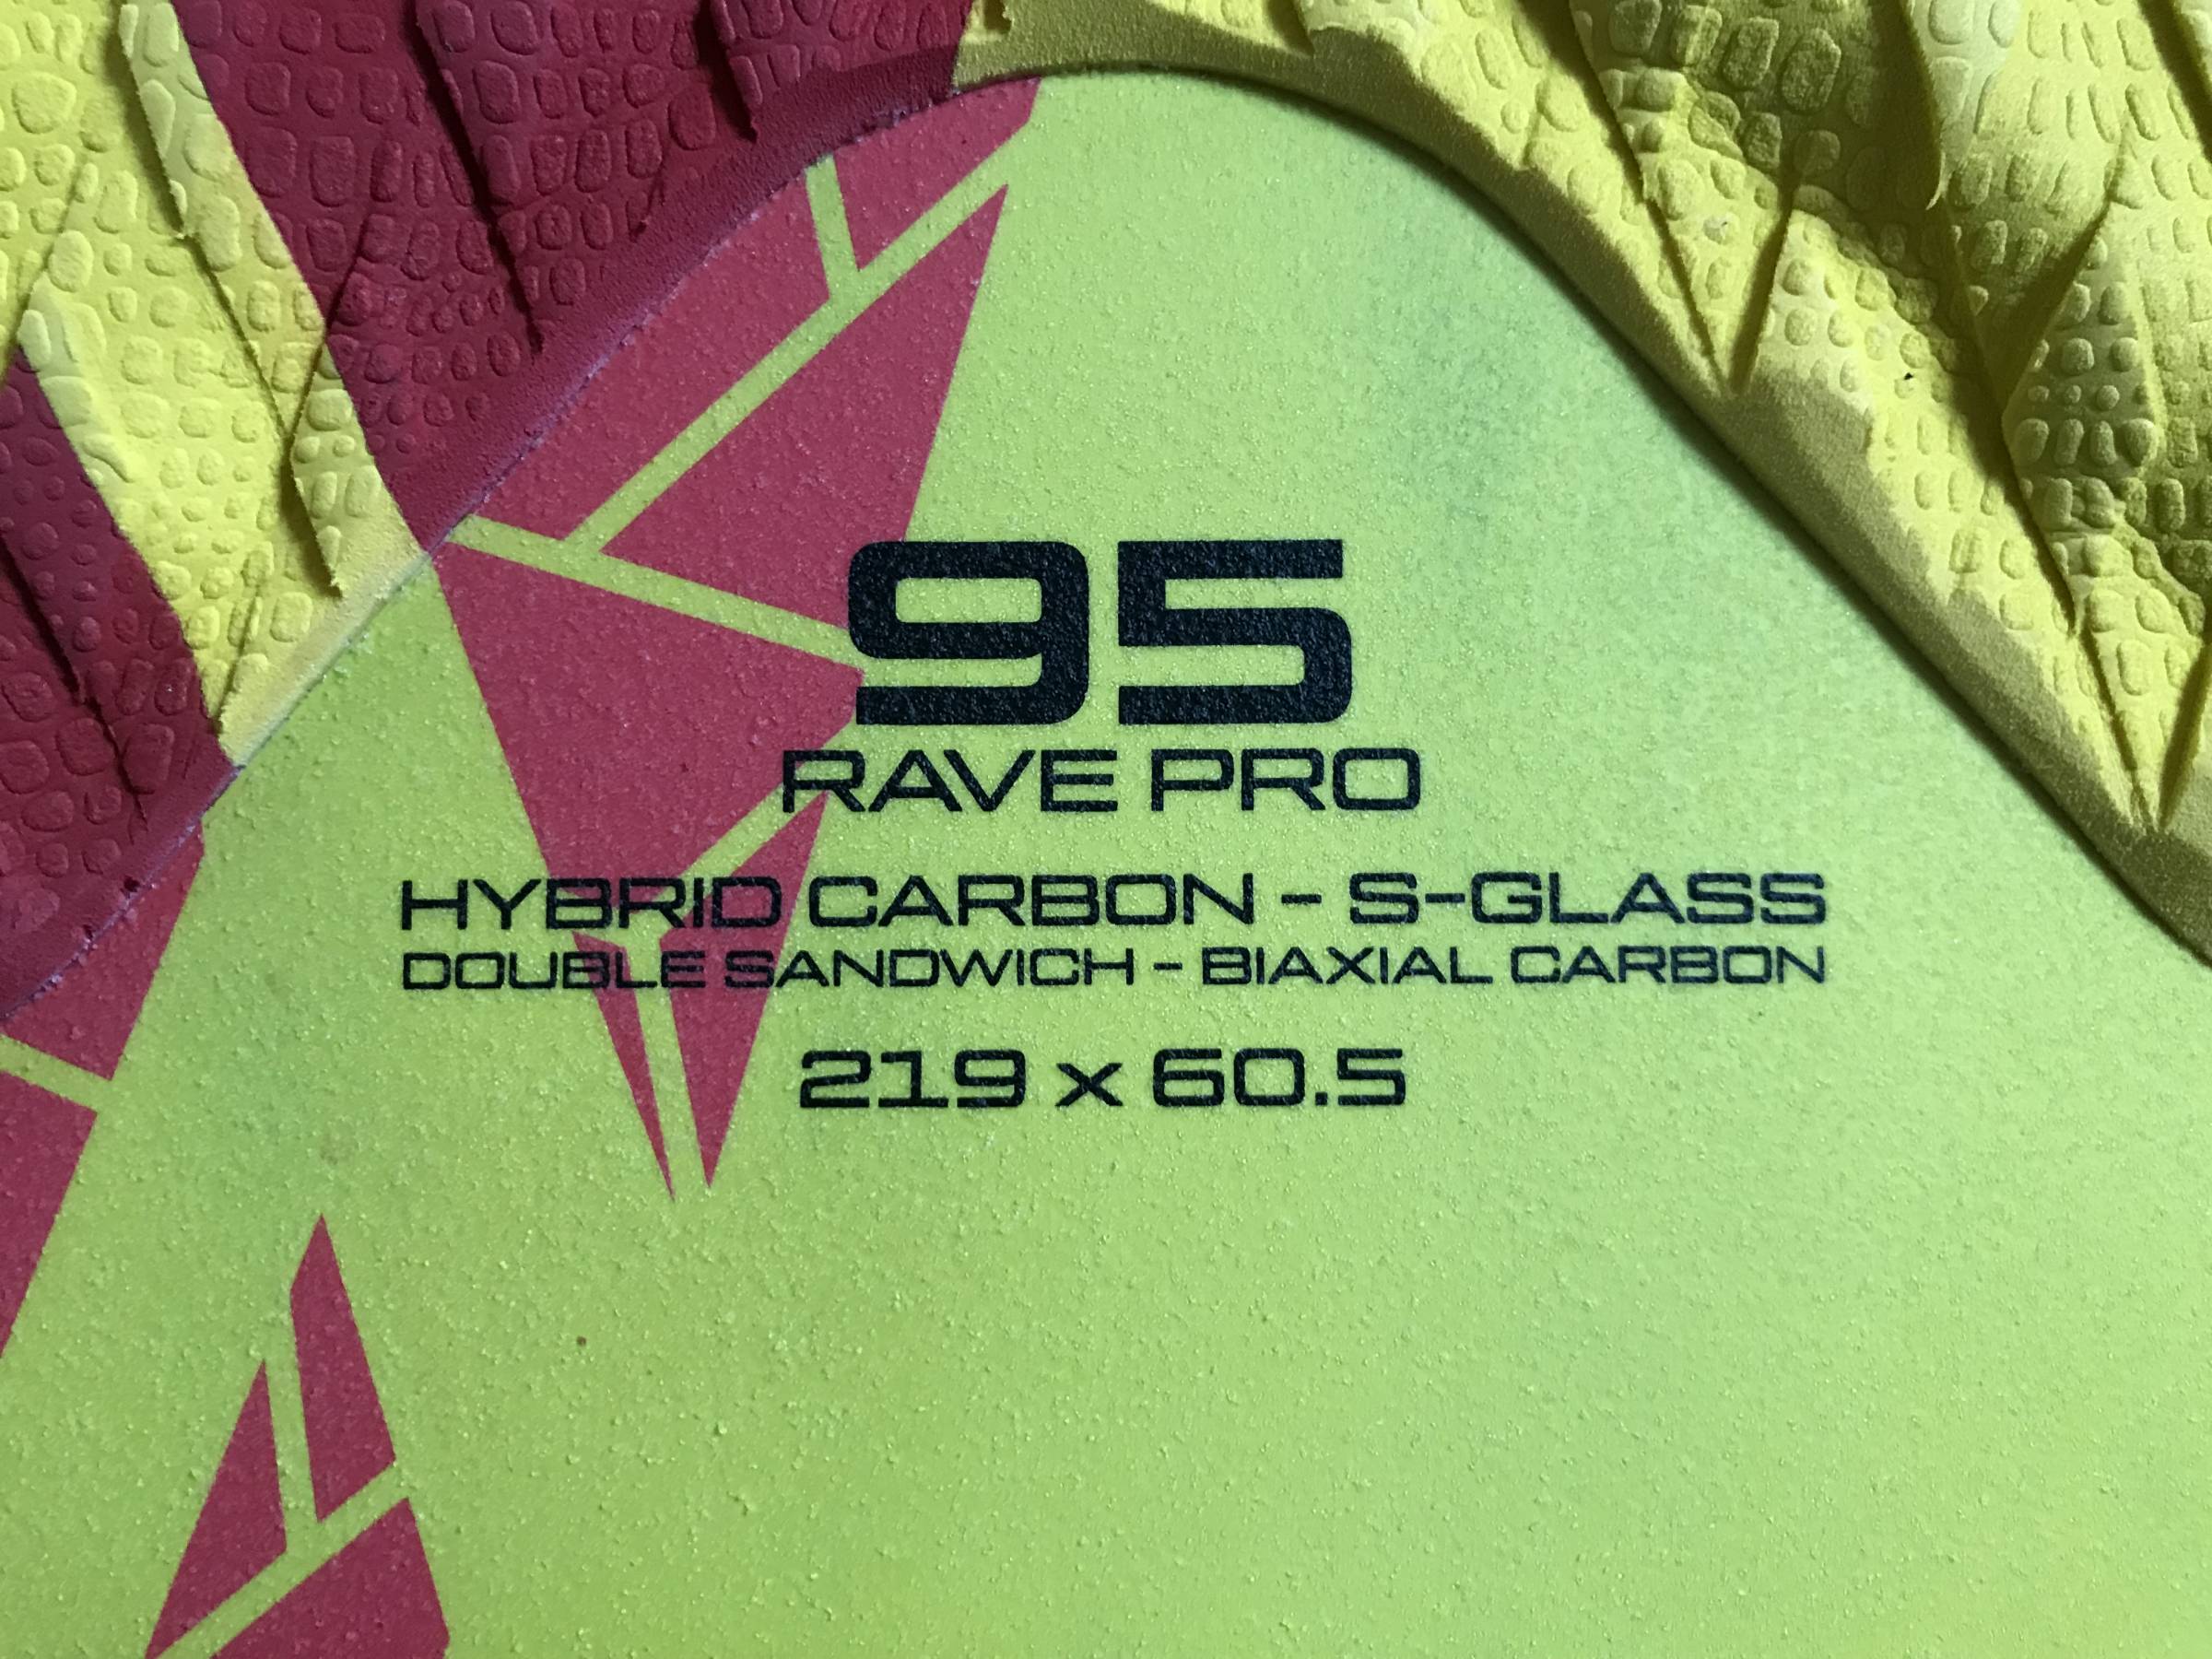 95
RAVE PRO
HYBRID CARBON - S-GLASS
DOUBLE SANDWICH - BIAXIAL CARBON
219 x 60.5